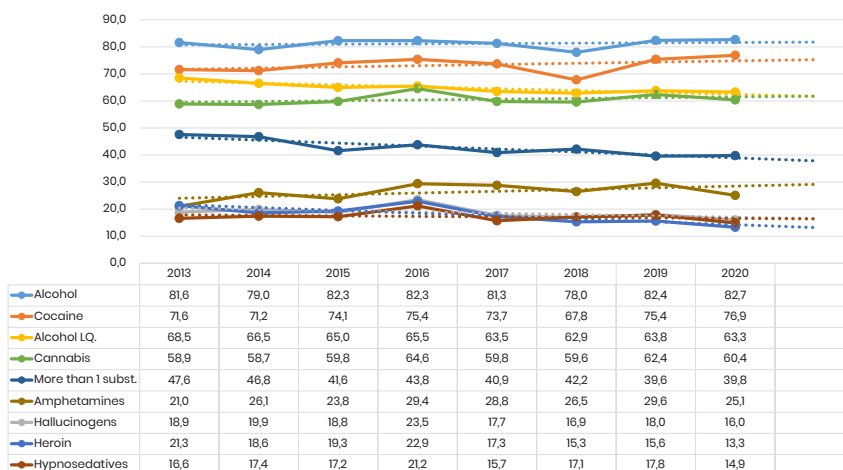 90,0
80,0
70,0
60,0
50,0
40,0
30,0
20,0
10,0
0,0
2013 2014 2015 2016 2017 2018 2019 2020
Alcohol 81,6 79,0 82,3 82,3 81,3 78,0 82,4 82,7
Cocaine 71,6 71,2 74,1 75,4 73,7 67,8 75,4 76,9
Alcohol I.Q. 68,5 66,5 65,0 65,5 63,5 62,9 63,8 63,3
Cannabis 58,9 58,7 59,8 64,6 59,8 59,6 62,4 60,4
More than 1 subst. 47,6 46,8 41,6 43,8 40,9 42,2 39,6 39,8
Amphetamines 21,0 26,1 23,8 29,4 28,8 26,5 29,6 25,1
Hallucinogens 18,9 19,9 18,8 23,5 17,7 16,9 18,0 16,0
Heroin 21,3 18,6 19,3 22,9 17,3 15,3 15,6 13,3
Hypnosedatives 16,6 17,4 17,2 21,2 15,7 17,1 17,8 14,9